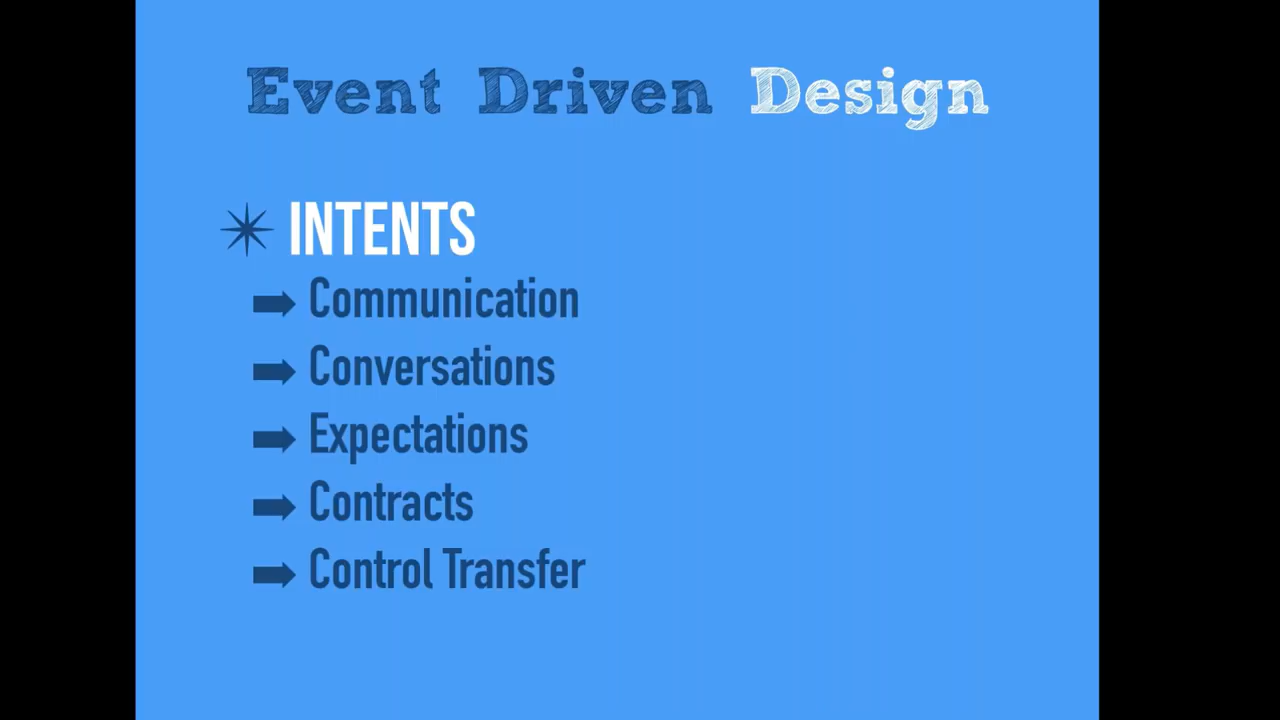 Event Driven Design
INTENTS
Communication
Conversations
Expectations
Contracts
Control Transfer